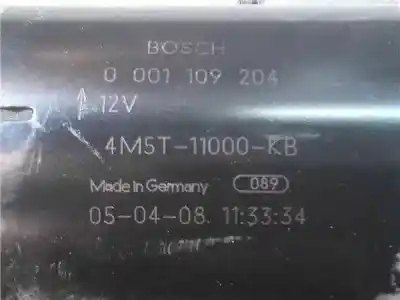 BOSCH
0 001 109 204
12V
4M5T-11000-KB
Made in Germany 089
05-04-08. 11:33:34